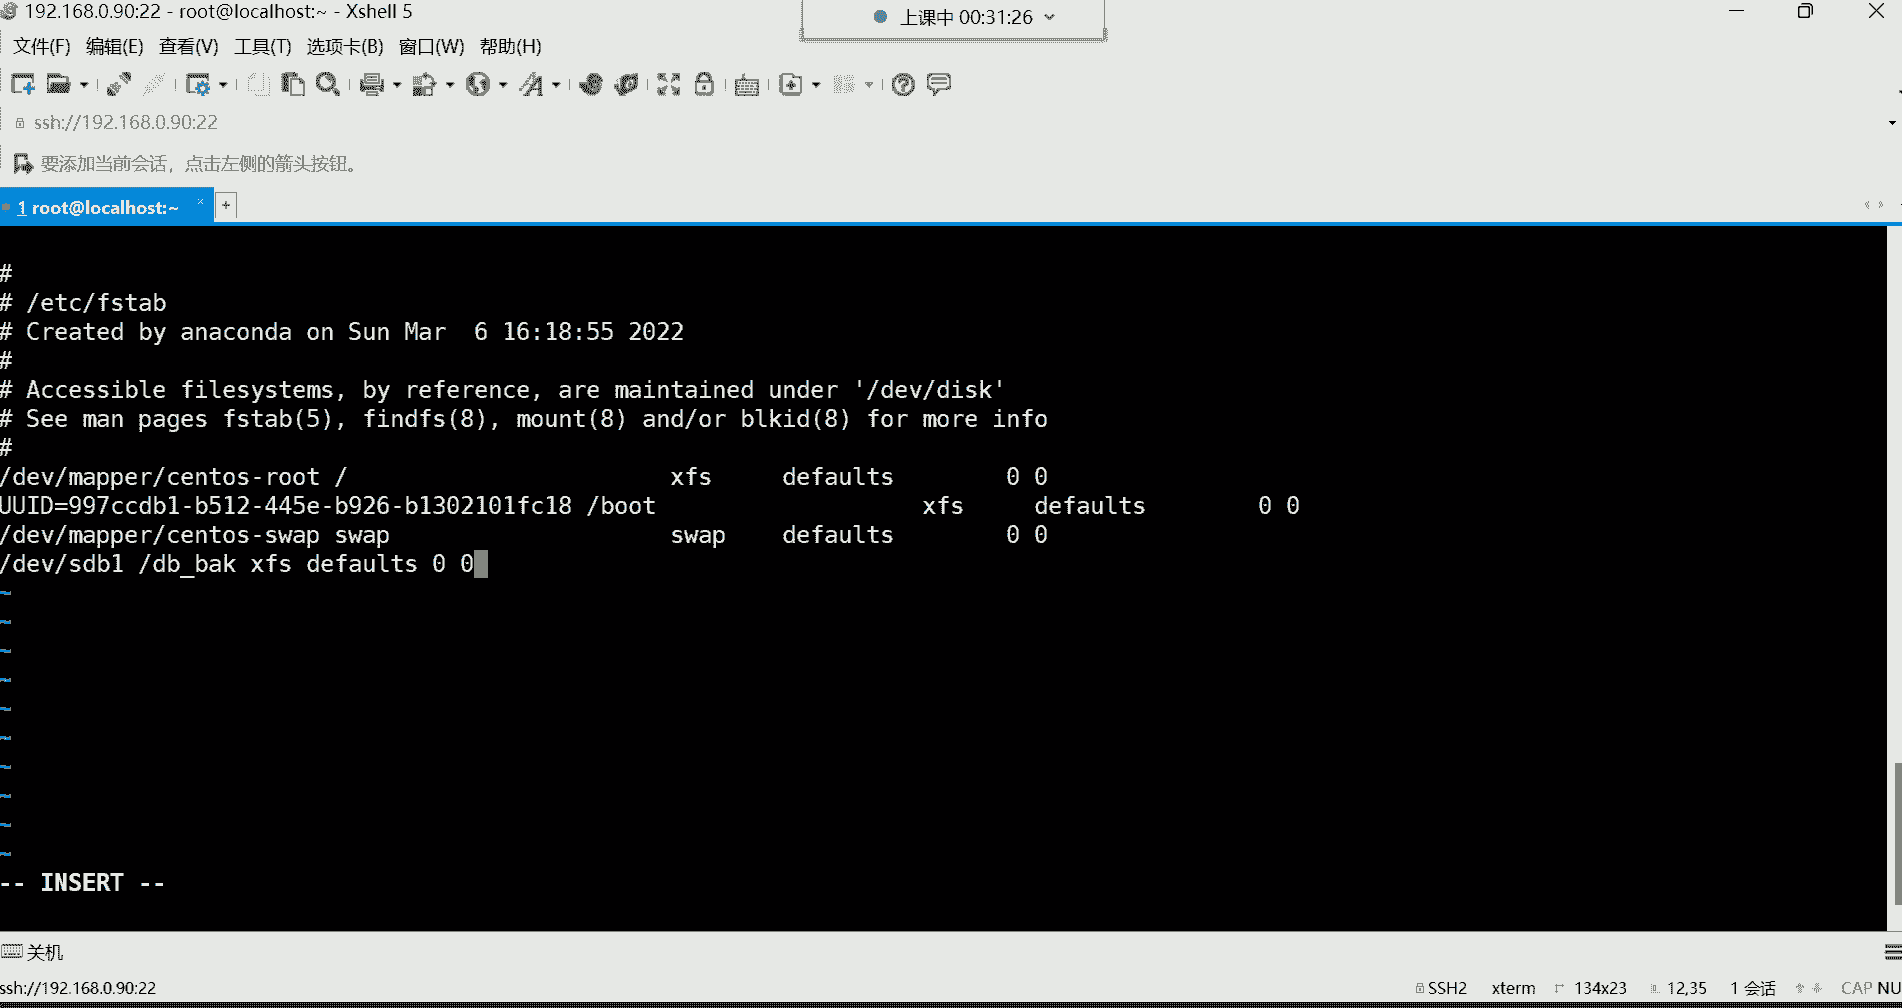 192.168.0.90:22 - root@localhost:~ - Xshell 5
上课中 00:31:26
文件(F) 编辑(E) 查看(V) 工具(T) 选项卡(B) 窗口(W) 帮助(H)
ssh://192.168.0.90:22
要添加当前会话，点击左侧的箭头按钮。
1 root@localhost:~ × +
#
# /etc/fstab
# Created by anaconda on Sun Mar  6 16:18:55 2022
#
# Accessible filesystems, by reference, are maintained under '/dev/disk'
# See man pages fstab(5), findfs(8), mount(8) and/or blkid(8) for more info
#
/dev/mapper/centos-root /                       xfs     defaults        0 0
UUID=997ccdb1-b512-445e-b926-b1302101fc18 /boot                   xfs     defaults        0 0
/dev/mapper/centos-swap swap                    swap    defaults        0 0
/dev/sdb1 /db_bak xfs defaults 0 0
~
~
~
~
~
~
~
~
~
~
-- INSERT --
关机
ssh://192.168.0.90:22 SSH2 xterm 134x23 12,35 1 会话 CAP NU